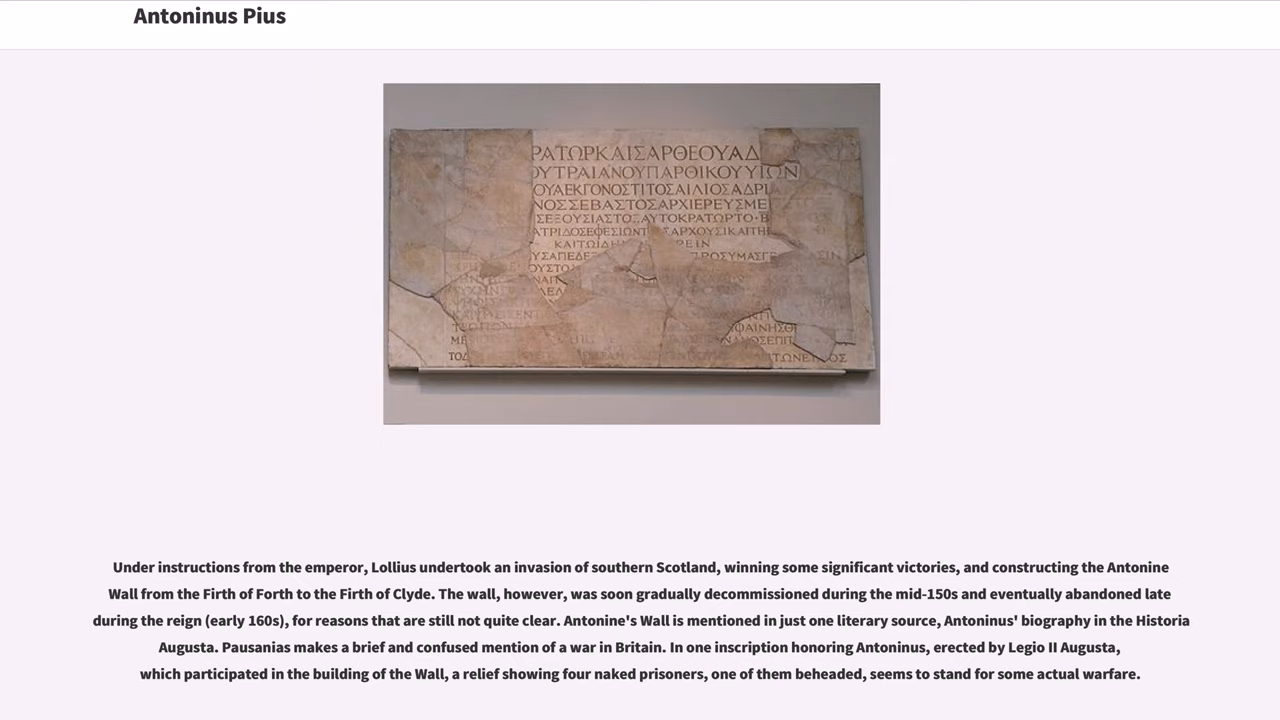 Antoninus Pius
ΡΑΤΩΡΚΑΙΣΑΡΘΕΟΥΑΔ
ΟΥΤΡΑΙΑΝΟΥΠΑΡΘΙΚΟΥΥΙΩΝ
ΟΥΑΕΚΓΟΝΟΣΤΙΤΟΣΑΙΛΙΟΣΑΔΡΙ
ΝΟΣΣΕΒΑΣΤΟΣΑΡΧΙΕΡΕΥΣΜΕ
ΣΕΞΟΥΣΙΑΣΤΟ ΑΥΤΟΚΡΑΤΩΡΤΟ·Β
ΑΤΡΙΔΟΣΕΦΕΣΙΩΝΤ ΣΑΡΧΟΥΣΙΚΑΙΤΗ
Under instructions from the emperor, Lollius undertook an invasion of southern Scotland, winning some significant victories, and constructing the Antonine
Wall from the Firth of Forth to the Firth of Clyde. The wall, however, was soon gradually decommissioned during the mid-150s and eventually abandoned late
during the reign (early 160s), for reasons that are still not quite clear. Antonine's Wall is mentioned in just one literary source, Antoninus' biography in the Historia
Augusta. Pausanias makes a brief and confused mention of a war in Britain. In one inscription honoring Antoninus, erected by Legio II Augusta,
which participated in the building of the Wall, a relief showing four naked prisoners, one of them beheaded, seems to stand for some actual warfare.